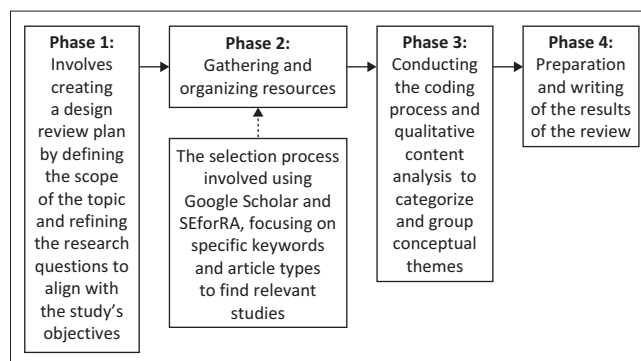 Phase 1:
Involves
creating
a design
review plan
by defining
the scope
of the topic
and refining
the research
questions to
align with
the study's
objectives
Phase 2:
Gathering and
organizing resources
The selection process
involved using
Google Scholar and
SEforRA, focusing on
specific keywords
and article types
to find relevant
studies
Phase 3:
Conducting
the coding
process and
qualitative
content
analysis to
categorize
and group
conceptual
themes
Phase 4:
Preparation
and writing
of the results
of the review